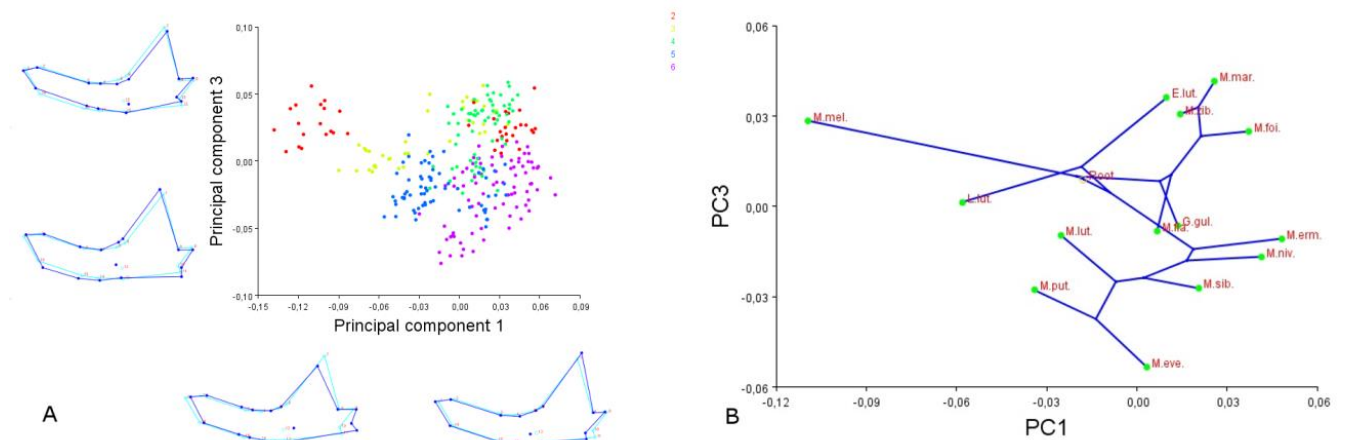 2
3
4
5
6
0,10
0,05
0,00
-0,05
-0,10
Principal component 3
-0,15
-0,12
-0,09
-0,06
-0,03
0,00
0,03
0,06
0,09
Principal component 1
A
0,06
0,03
0,00
-0,03
-0,06
PC3
M.mar.
E.lut.
M.zib.
M.foi.
M.mel.
Root
L.lut.
G.gul.
M.fla.
M.lut.
M.erm.
M.niv.
M.sib.
M.put.
M.eve.
-0,12
-0,09
-0,06
-0,03
0,00
0,03
0,06
PC1
B